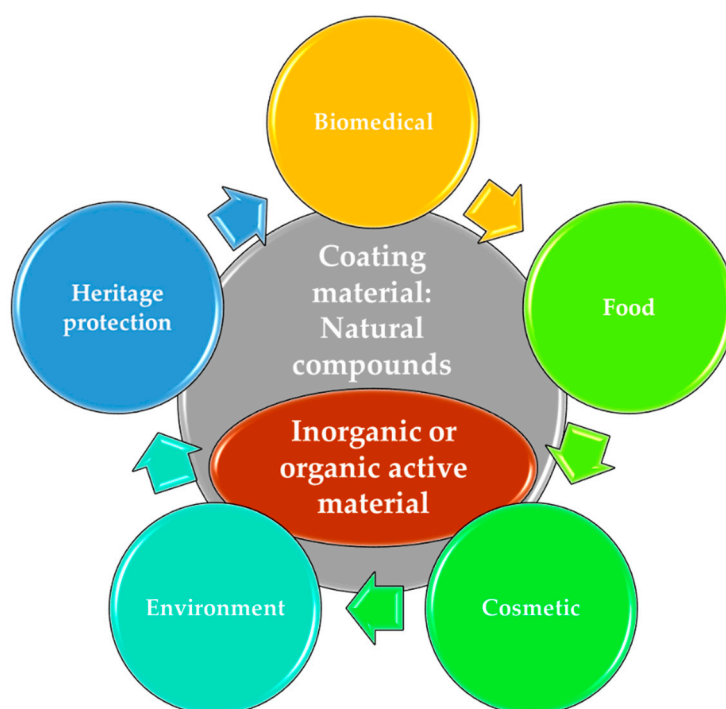 Biomedical
Coating
material:
Natural
compounds
Heritage
protection
Food
Inorganic or
organic active
material
Environment
Cosmetic